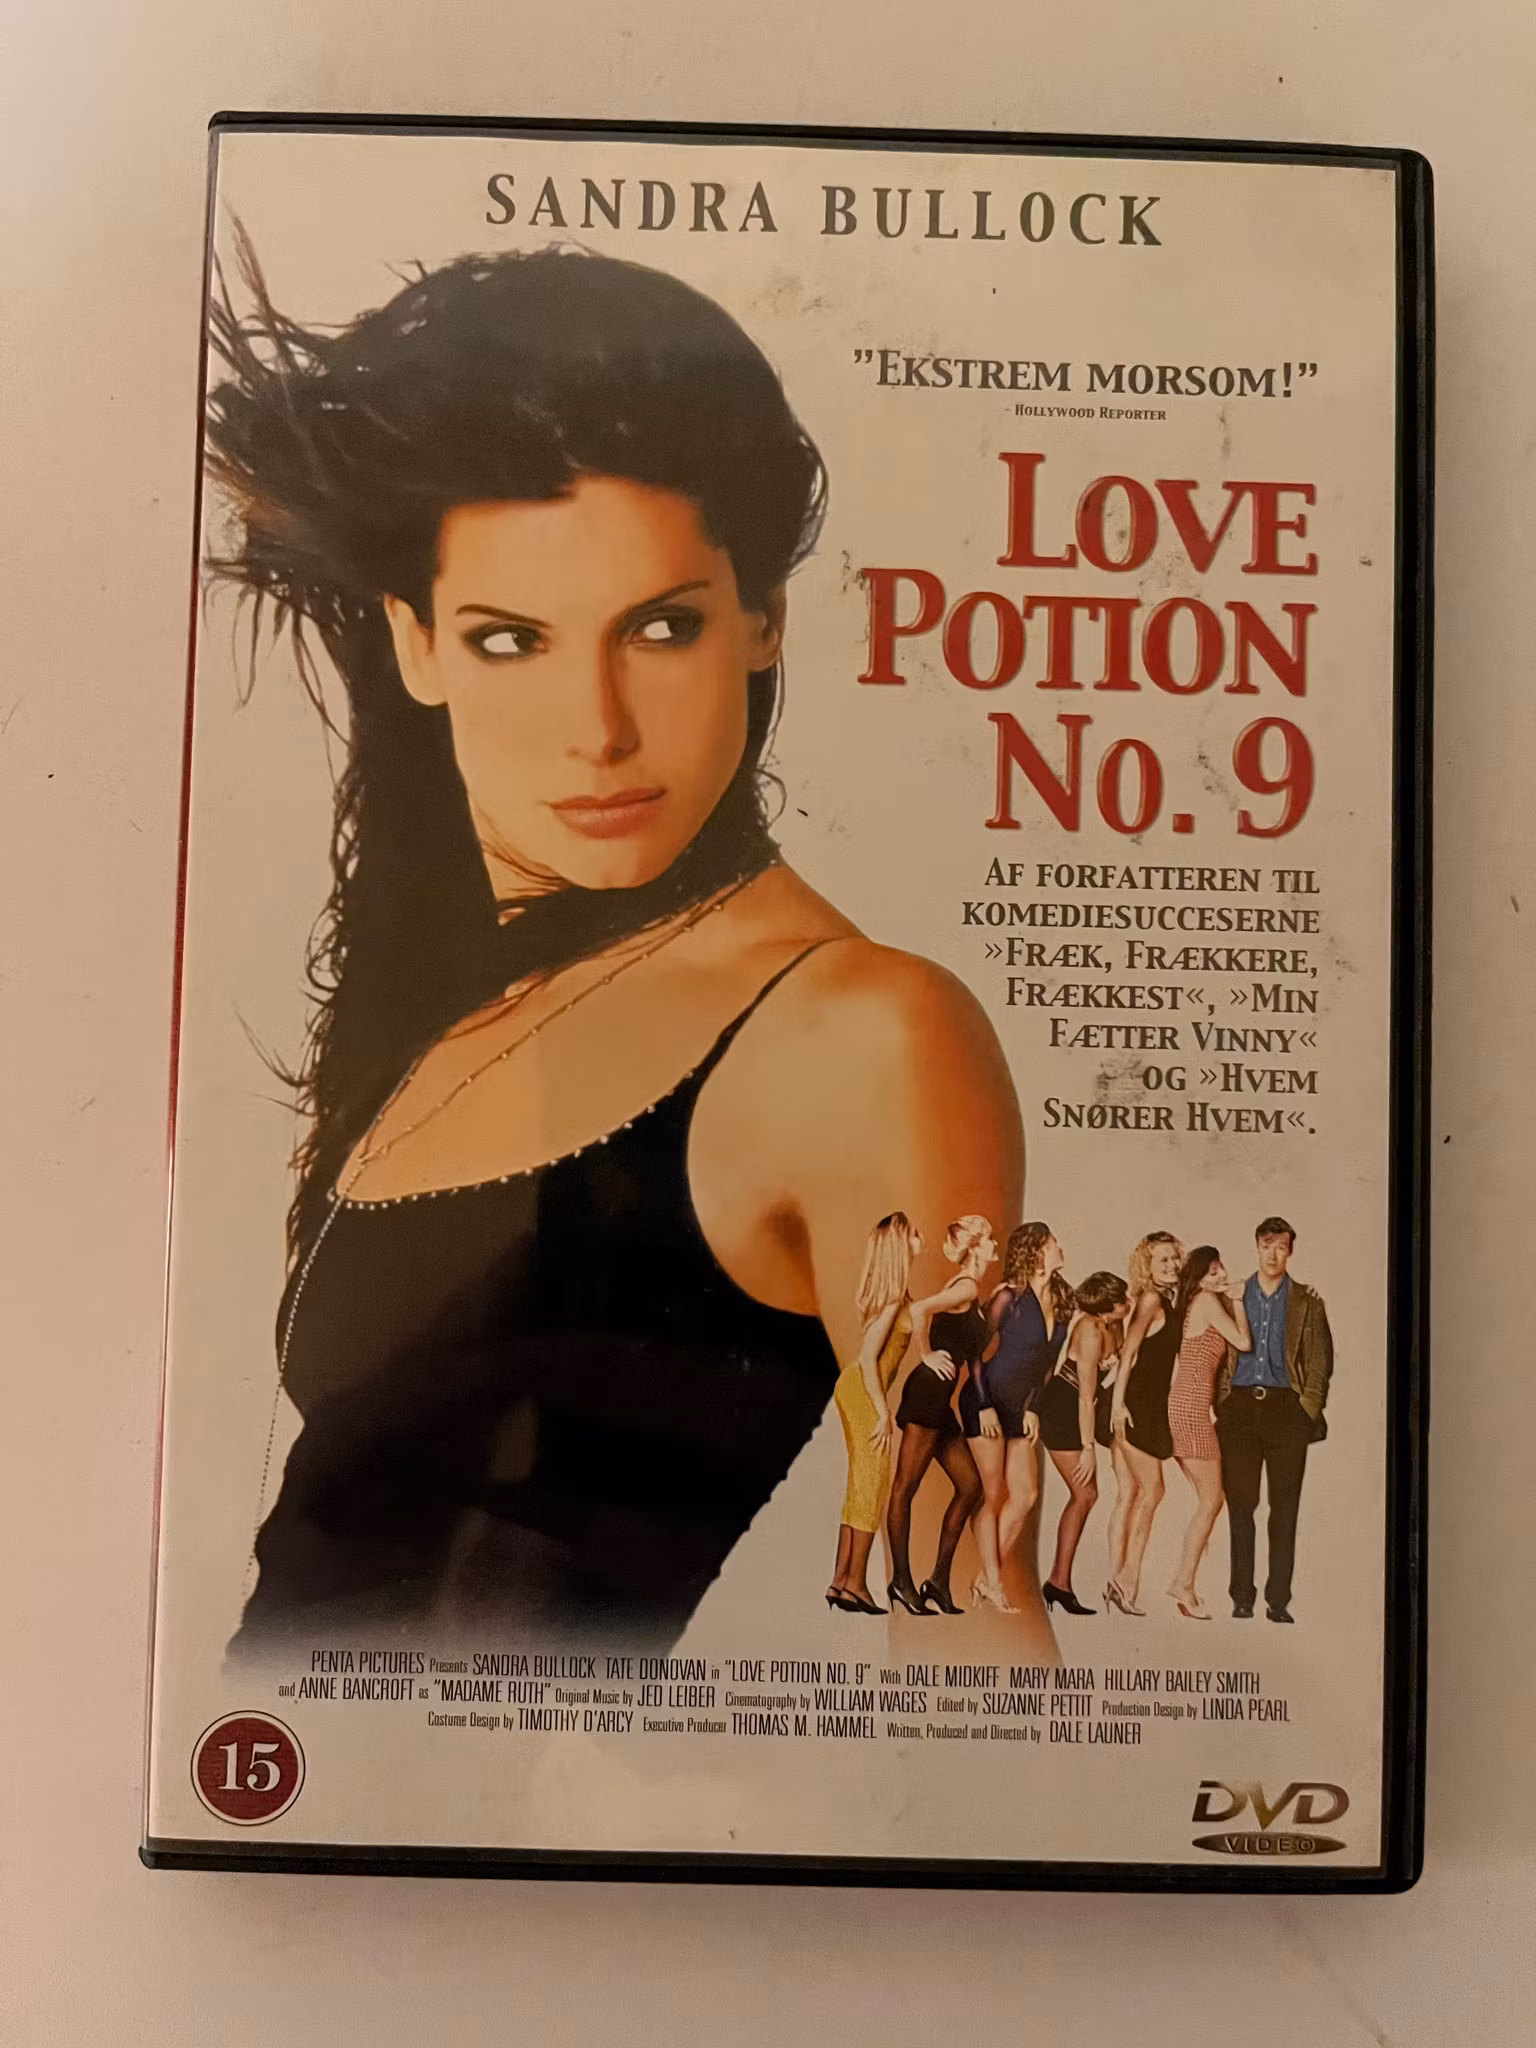 SANDRA BULLOCK
”EKSTREM MORSOM!”
- HOLLYWOOD REPORTER
LOVE
POTION
NO. 9
AF FORFATTEREN TIL
KOMEDIESUCCESERNE
»FRÆK, FRÆKKERE,
FRÆKKEST«, »MIN
FÆTTER VINNY«
OG »HVEM
SNØRER HVEM«.
PENTA PICTURES Presents SANDRA BULLOCK TATE DONOVAN in "LOVE POTION NO. 9" With DALE MIDKIFF MARY MARA HILLARY BAILEY SMITH
and ANNE BANCROFT as "MADAME RUTH" Original Music by JED LEIBER Cinematography by WILLIAM WAGES Edited by SUZANNE PETTIT Production Design by LINDA PEARL
Costume Design by TIMOTHY D'ARCY Executive Producer THOMAS M. HAMMEL Written, Produced and Directed by DALE LAUNER
15
DVD
VIDEO